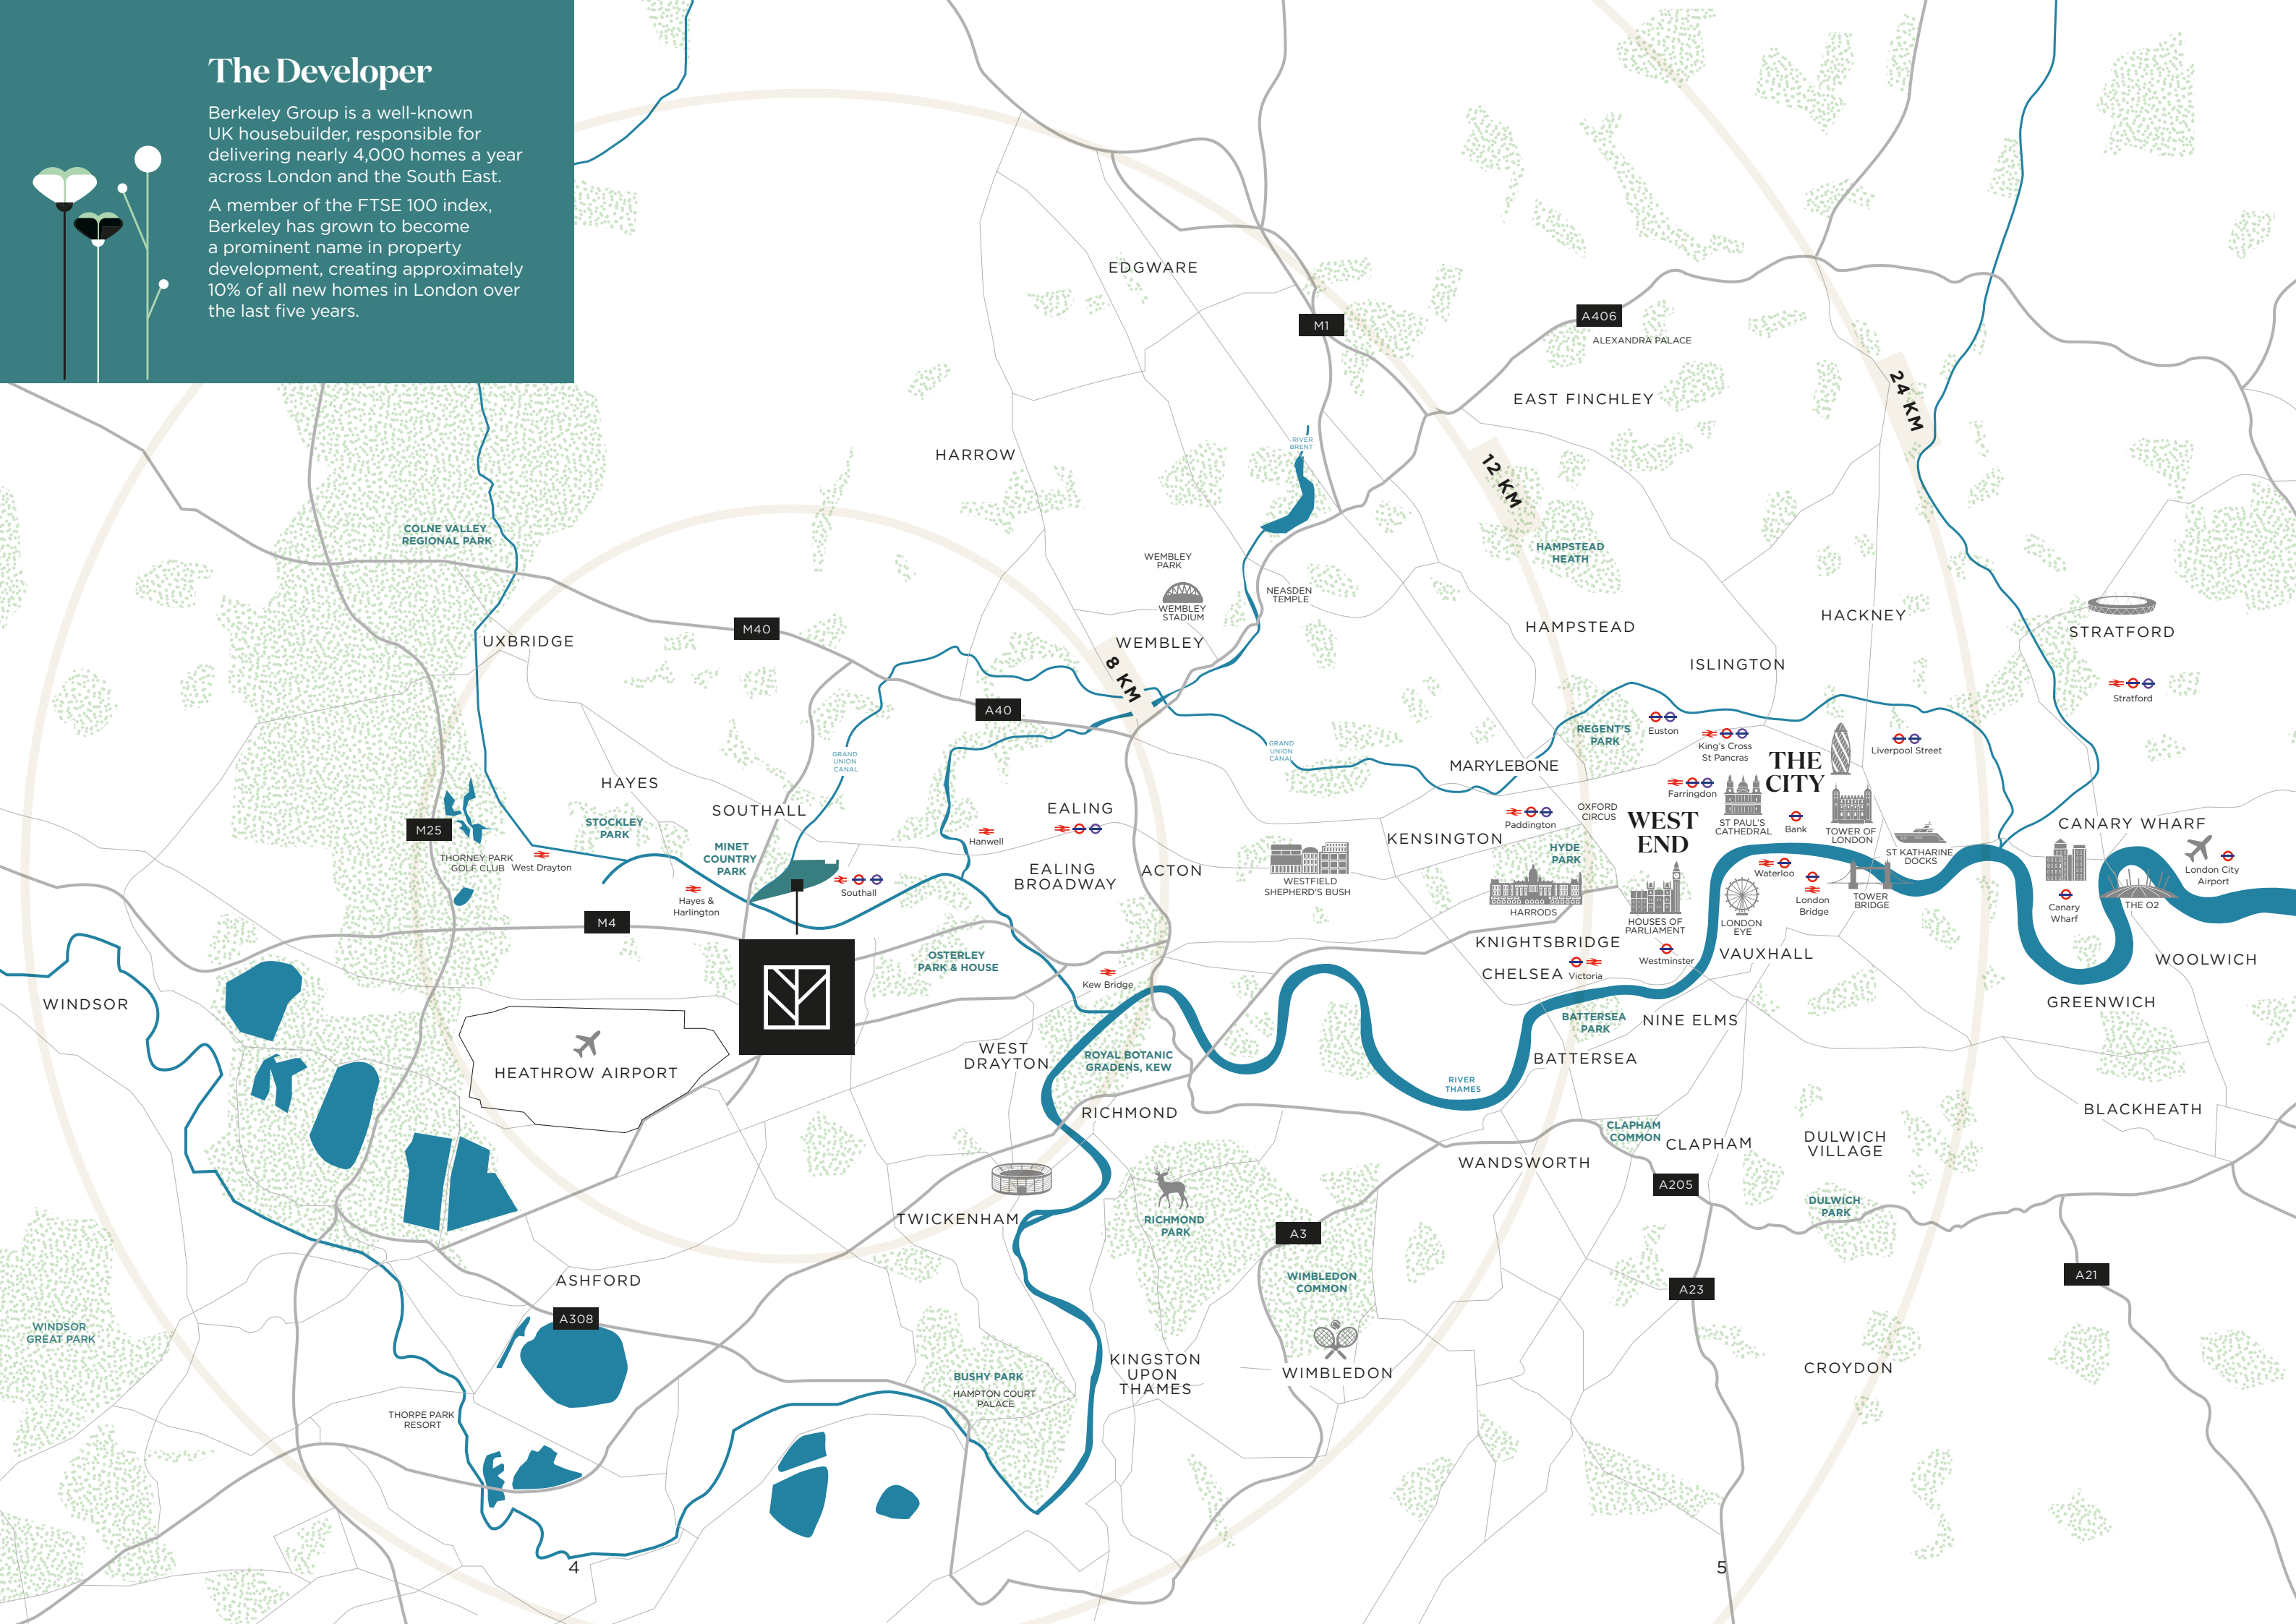 The Developer
Berkeley Group is a well-known
UK housebuilder, responsible for
delivering nearly 4,000 homes a year
across London and the South East.
A member of the FTSE 100 index,
Berkeley has grown to become
a prominent name in property
development, creating approximately
10% of all new homes in London over
the last five years.
EDGWARE
M1
A406
ALEXANDRA PALACE
EAST FINCHLEY
24 KM
HARROW
RIVER
BRENT
12 KM
COLNE VALLEY
REGIONAL PARK
HAMPSTEAD
HEATH
WEMBLEY
PARK
NEASDEN
TEMPLE
WEMBLEY
STADIUM
HACKNEY
M40
UXBRIDGE
WEMBLEY
HAMPSTEAD
STRATFORD
8 KM
ISLINGTON
Stratford
A40
REGENT'S
PARK
Euston
GRAND
UNION
CANAL
GRAND
UNION
CANAL
King's Cross
St Pancras
Liverpool Street
THE
CITY
MARYLEBONE
HAYES
SOUTHALL
EALING
Farringdon
STOCKLEY
PARK
Paddington
OXFORD
CIRCUS
WEST
END
ST PAUL'S
CATHEDRAL
Bank
TOWER OF
LONDON
CANARY WHARF
M25
Hanwell
KENSINGTON
THORNEY PARK
GOLF CLUB
West Drayton
MINET
COUNTRY
PARK
HYDE
PARK
ST KATHARINE
DOCKS
EALING
BROADWAY
ACTON
WESTFIELD
SHEPHERD'S BUSH
Waterloo
London City
Airport
Southall
Hayes &
Harlington
HARRODS
London
Bridge
TOWER
BRIDGE
Canary
Wharf
THE O2
M4
HOUSES OF
PARLIAMENT
LONDON
EYE
OSTERLEY
PARK & HOUSE
KNIGHTSBRIDGE
Westminster
VAUXHALL
WOOLWICH
CHELSEA
Victoria
Kew Bridge
WINDSOR
GREENWICH
BATTERSEA
PARK
NINE ELMS
HEATHROW AIRPORT
WEST
DRAYTON
ROYAL BOTANIC
GRADENS, KEW
BATTERSEA
RIVER
THAMES
RICHMOND
BLACKHEATH
CLAPHAM
COMMON
CLAPHAM
DULWICH
VILLAGE
WANDSWORTH
A205
DULWICH
PARK
TWICKENHAM
RICHMOND
PARK
A3
ASHFORD
WIMBLEDON
COMMON
A23
A21
A308
WINDSOR
GREAT PARK
KINGSTON
UPON
THAMES
WIMBLEDON
CROYDON
BUSHY PARK
HAMPTON COURT
PALACE
THORPE PARK
RESORT
4
5